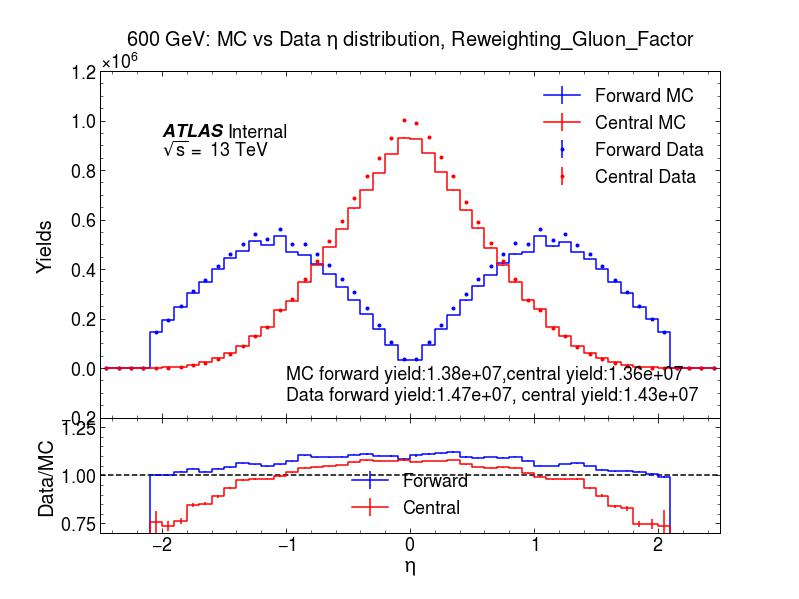 600 GeV: MC vs Data η distribution, Reweighting_Gluon_Factor
×10⁶
1.2
1.0
0.8
0.6
0.4
0.2
0.0
0.2
Yields
ATLAS Internal
√s = 13 TeV
Forward MC
Central MC
Forward Data
Central Data
MC forward yield:1.38e+07,central yield:1.36e+07
Data forward yield:1.47e+07, central yield:1.43e+07
1.25
1.00
0.75
Data/MC
Forward
Central
−2 −1 0 1 2
η